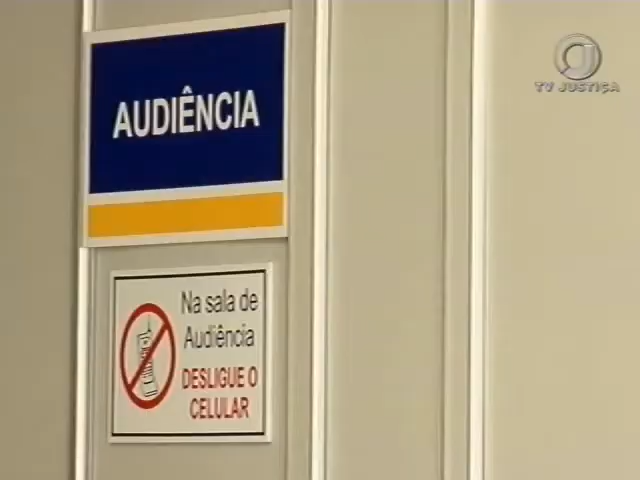 AUDIÊNCIA
TV JUSTIÇA
Na sala de
Audiência
DESLIGUE O
CELULAR